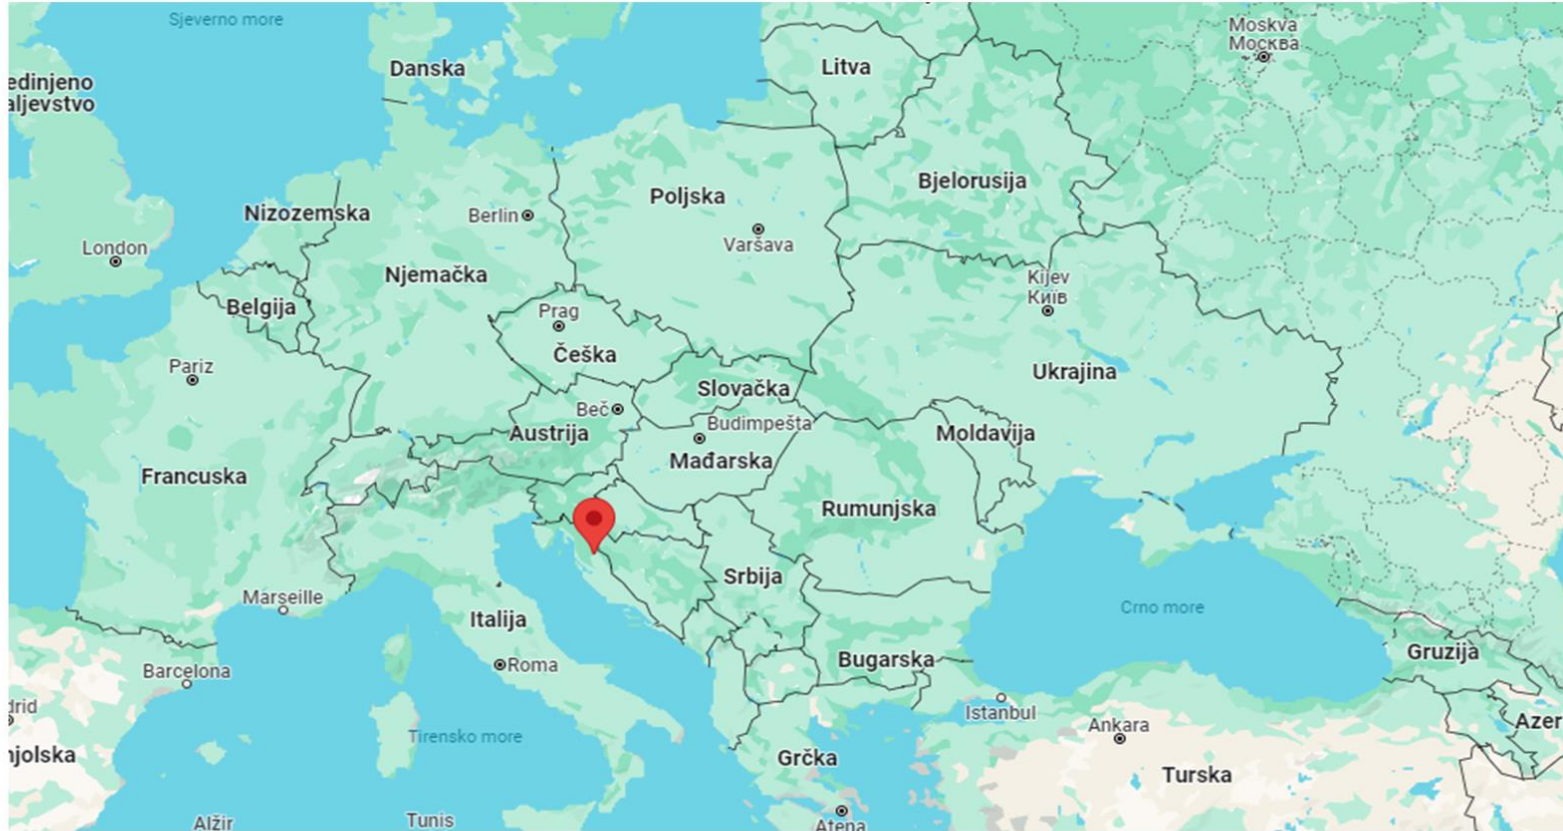 Sjeverno more
Moskva
Москва
edinjeno
aljevstvo
Danska
Litva
Bjelorusija
Poljska
Nizozemska
Berlin
Varšava
London
Njemačka
Kijev
Київ
Belgija
Prag
Češka
Pariz
Ukrajina
Slovačka
Beč
Budimpešta
Austrija
Moldavija
Mađarska
Francuska
Rumunjska
Srbija
Marseille
Crno more
Italija
Gruzija
Bugarska
Barcelona
Roma
drid
Istanbul
Azer
Ankara
Tirensko more
njolska
Grčka
Turska
Alžir
Tunis
Atena